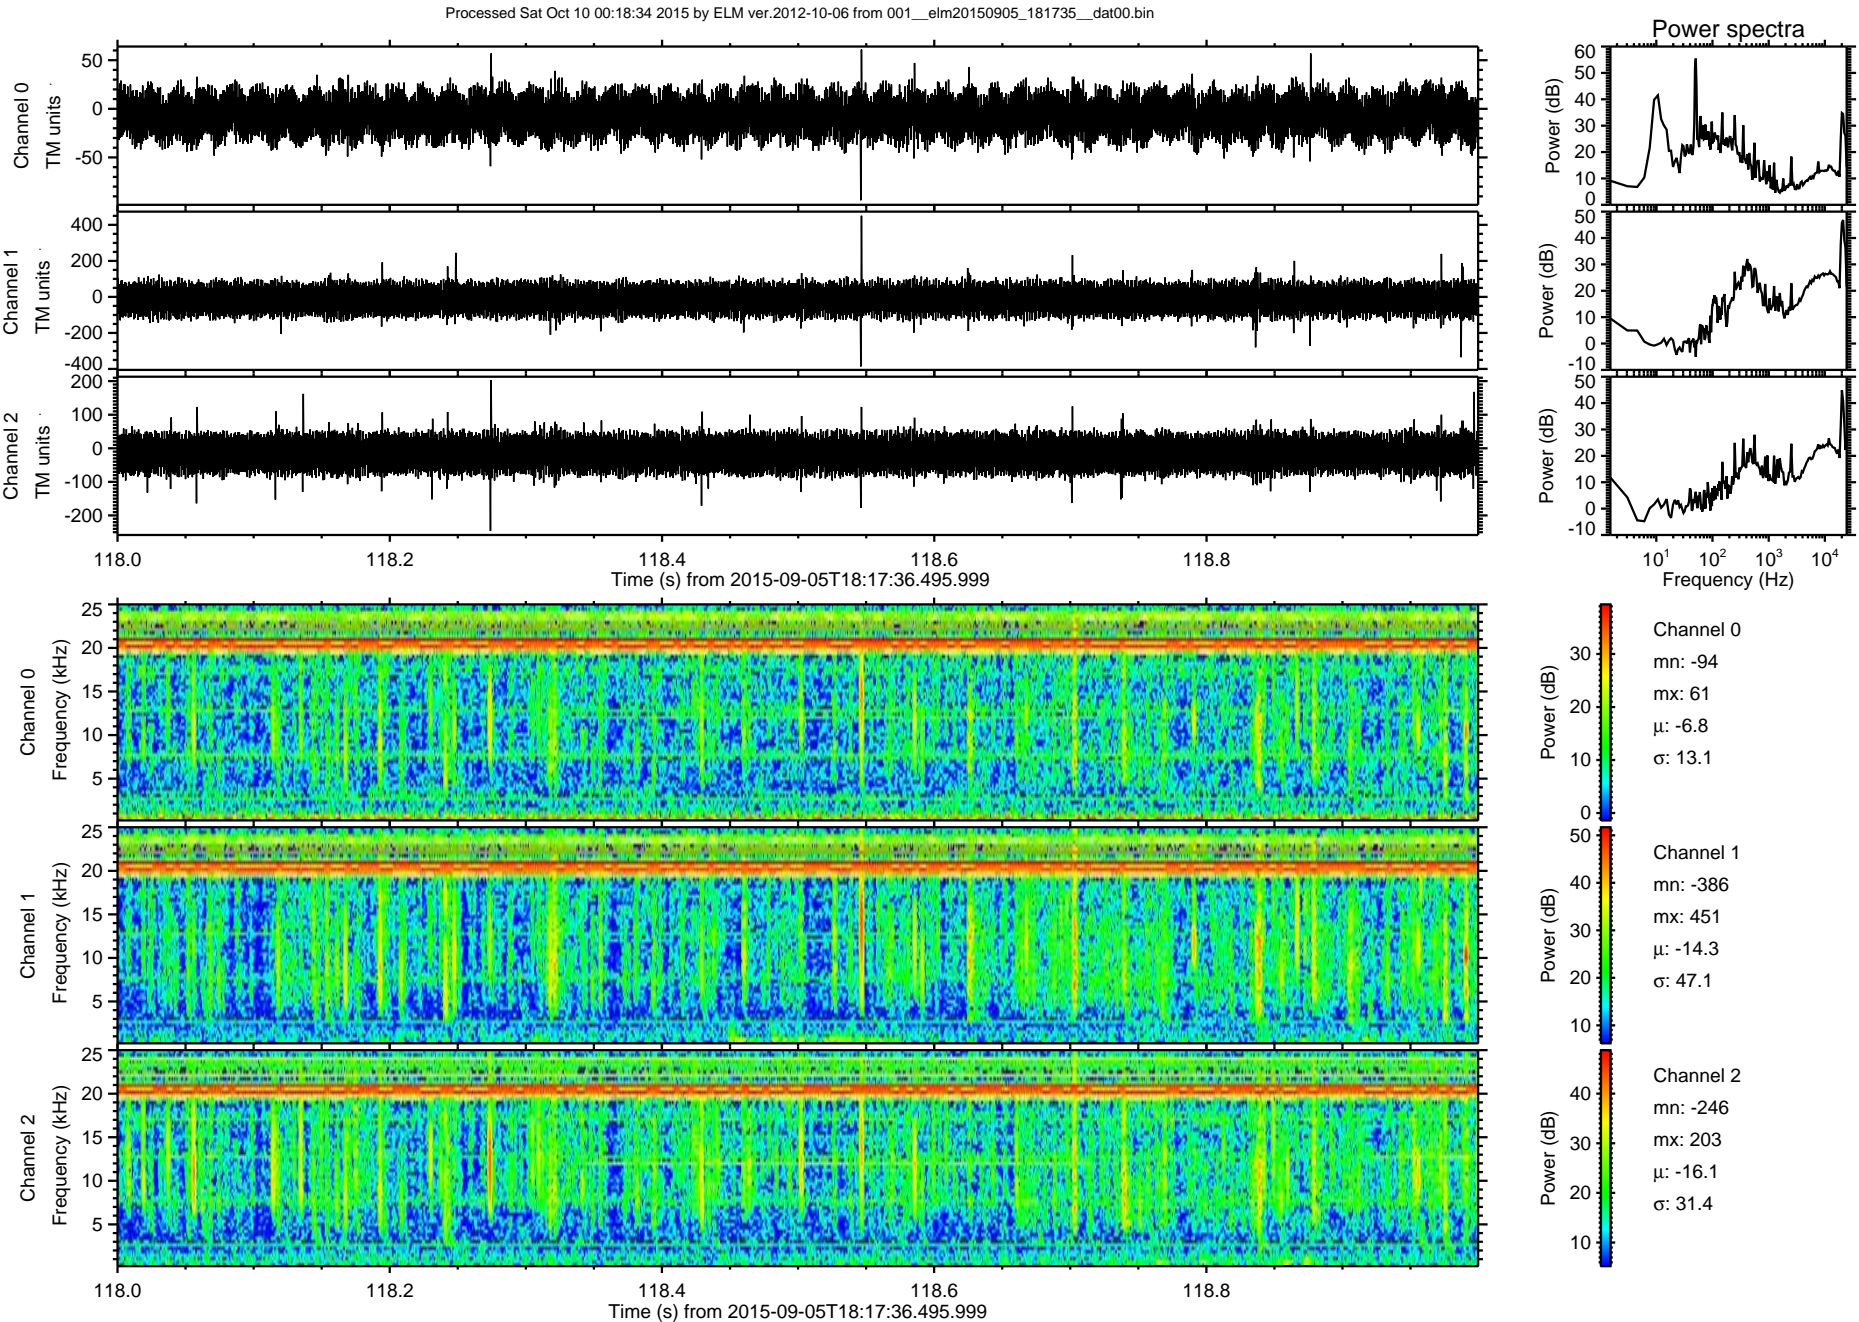 Processed Sat Oct 10 00:18:34 2015 by ELM ver.2012-10-06 from 001__elm20150905_181735__dat00.bin
Power spectra
Channel 0
TM units
50
0
-50
Power (dB)
60
50
40
30
20
10
0
Channel 1
TM units
400
200
0
-200
-400
Power (dB)
50
40
30
20
10
0
-10
Channel 2
TM units
200
100
0
-100
-200
Power (dB)
50
40
30
20
10
0
-10
118.0 118.2 118.4 118.6 118.8
Time (s) from 2015-09-05T18:17:36.495.999
10^1 10^2 10^3 10^4
Frequency (Hz)
Channel 0
Frequency (kHz)
25
20
15
10
5
Power (dB)
30
20
10
0
Channel 0
mn: -94
mx: 61
μ: -6.8
σ: 13.1
Channel 1
Frequency (kHz)
25
20
15
10
5
Power (dB)
50
40
30
20
10
Channel 1
mn: -386
mx: 451
μ: -14.3
σ: 47.1
Channel 2
Frequency (kHz)
25
20
15
10
5
Power (dB)
40
30
20
10
Channel 2
mn: -246
mx: 203
μ: -16.1
σ: 31.4
118.0 118.2 118.4 118.6 118.8
Time (s) from 2015-09-05T18:17:36.495.999